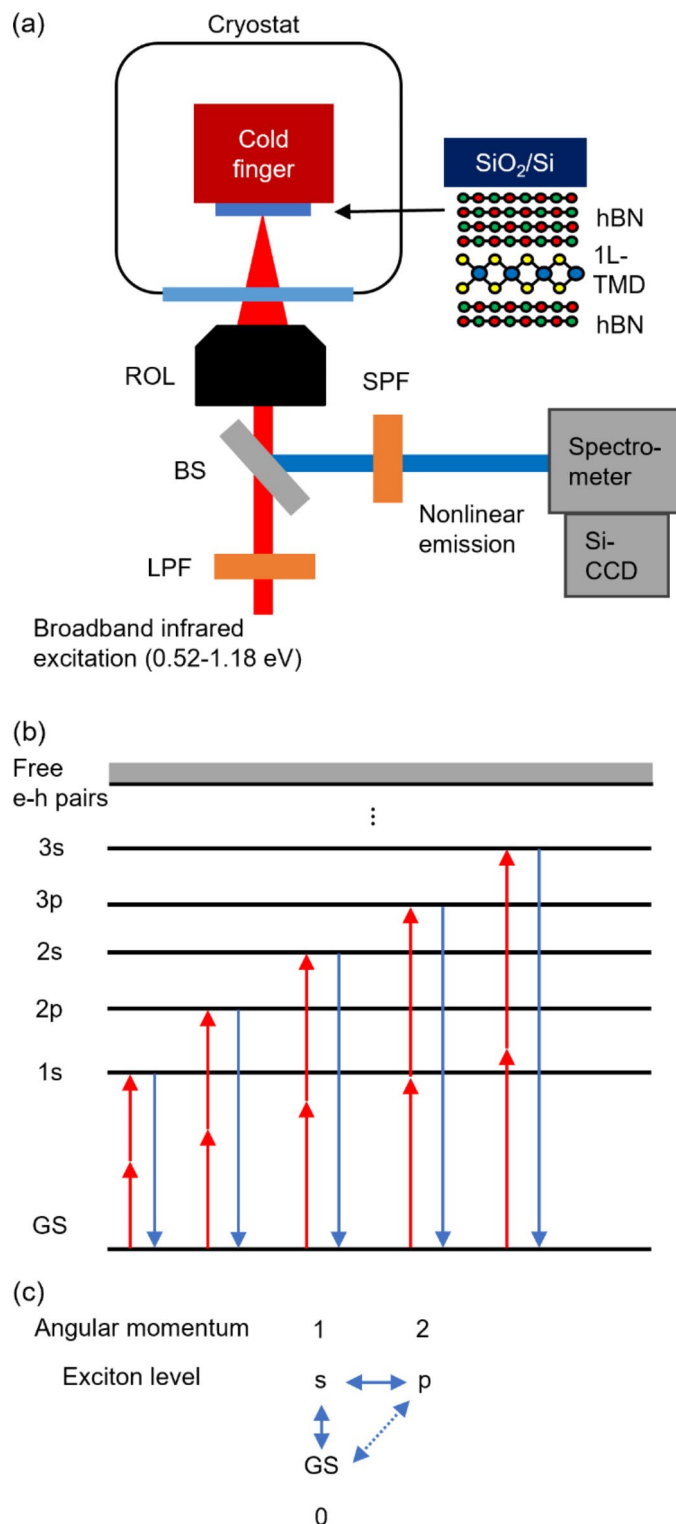 (a)
Cryostat
Cold
finger
SiO₂/Si
hBN
1L-
TMD
hBN
ROL
SPF
BS
Spectro-
meter
Nonlinear
emission
Si-
CCD
LPF
Broadband infrared
excitation (0.52-1.18 eV)
(b)
Free
e-h pairs
...
3s
3p
2s
2p
1s
GS
(c)
Angular momentum 1 2
Exciton level s p
GS
0